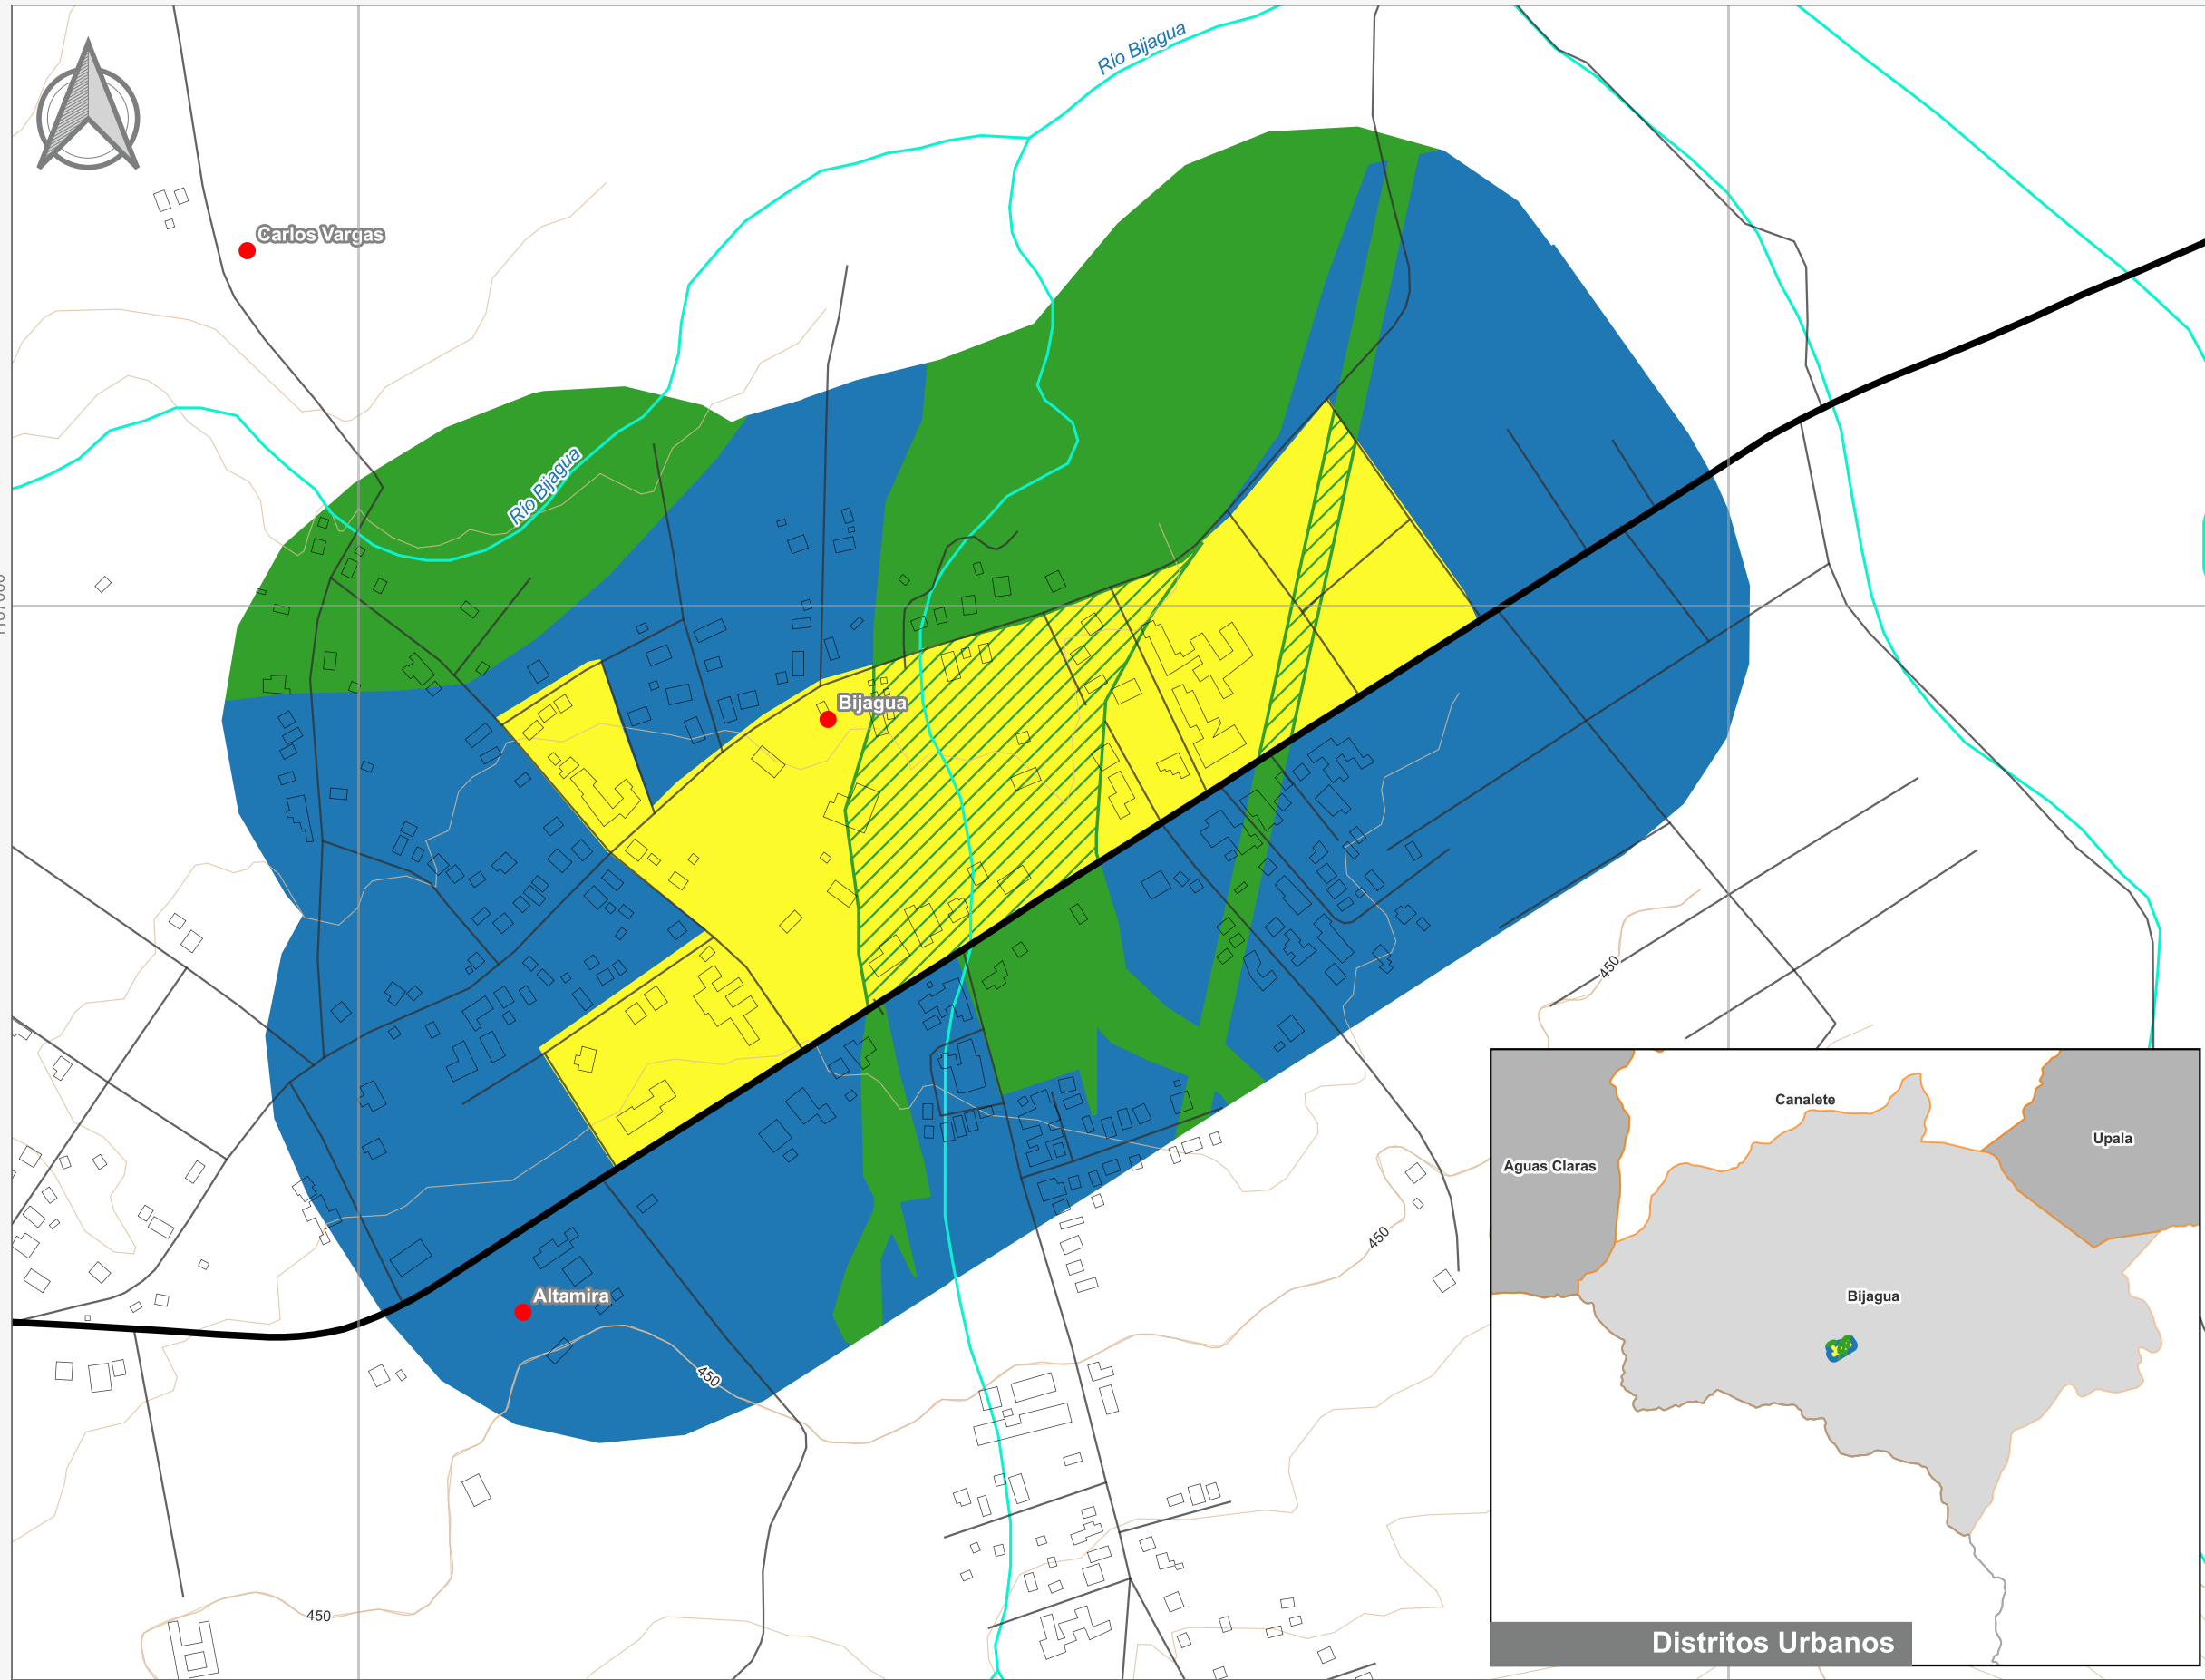 Río Bijagua
Carlos Vargas
Río Bijagua
Bijagua
450
Altamira
450
450
450
Canalete
Upala
Aguas Claras
Bijagua
Distritos Urbanos